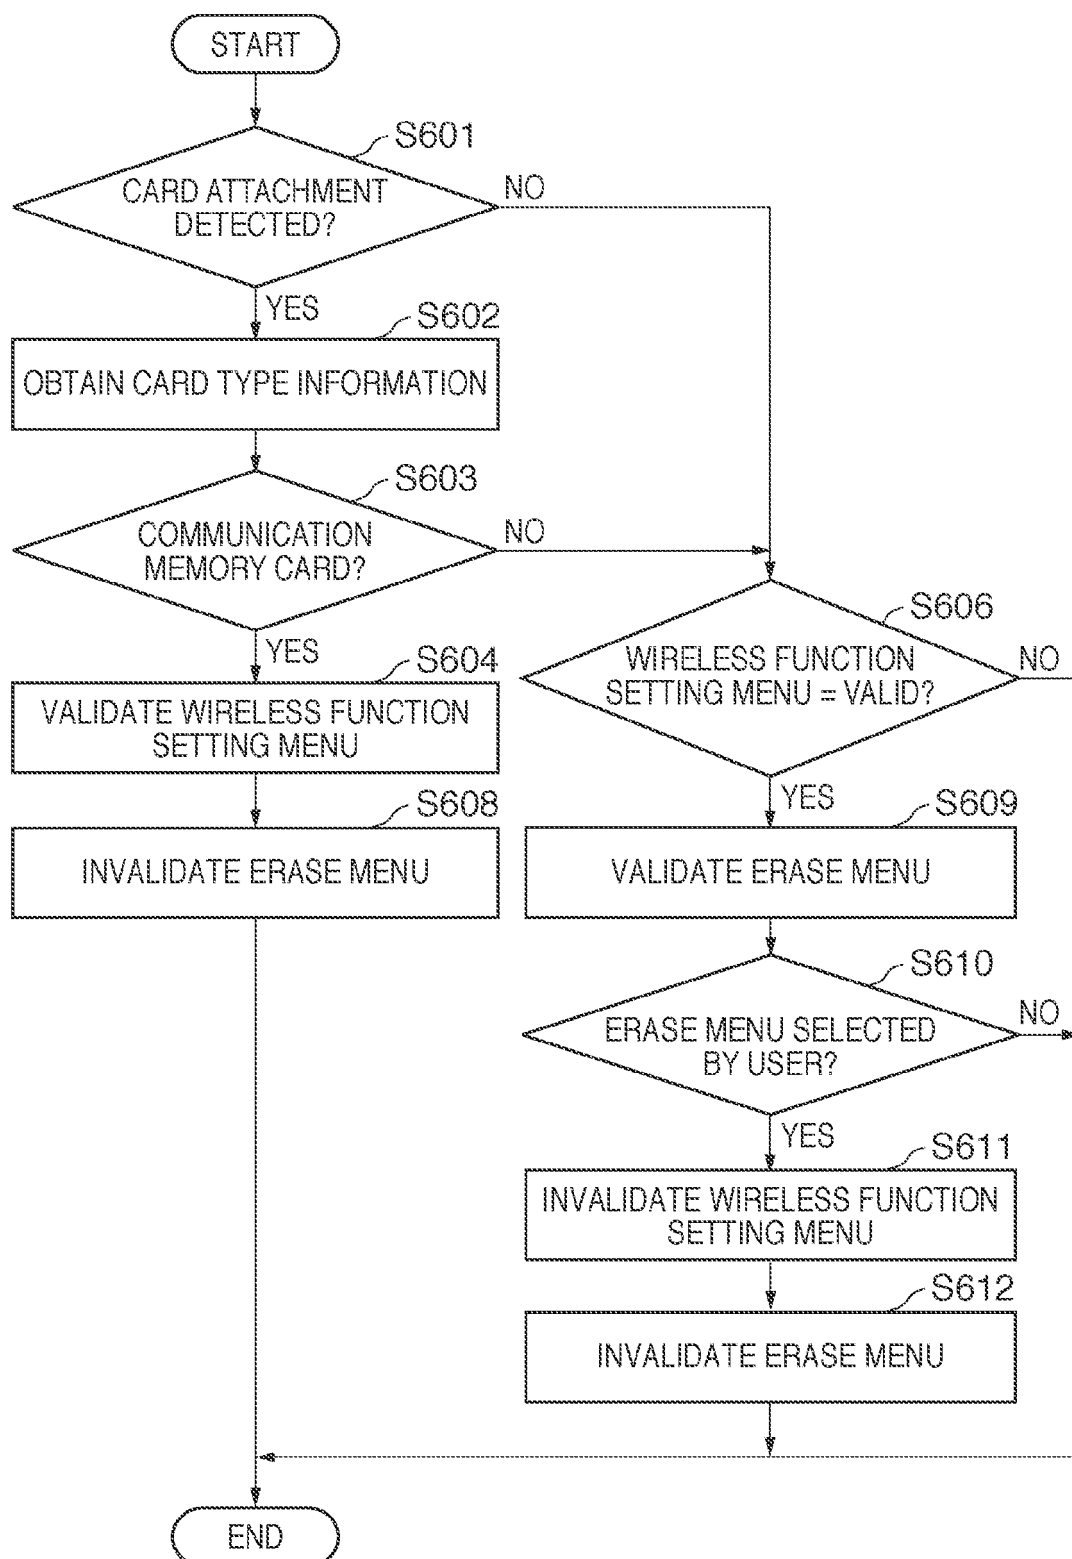 START
S601
CARD ATTACHMENT
DETECTED?
NO
YES
S602
OBTAIN CARD TYPE INFORMATION
S603
COMMUNICATION
MEMORY CARD?
NO
YES
S604
VALIDATE WIRELESS FUNCTION
SETTING MENU
S608
INVALIDATE ERASE MENU
S606
WIRELESS FUNCTION
SETTING MENU = VALID?
NO
YES
S609
VALIDATE ERASE MENU
S610
ERASE MENU SELECTED
BY USER?
NO
YES
S611
INVALIDATE WIRELESS FUNCTION
SETTING MENU
S612
INVALIDATE ERASE MENU
END